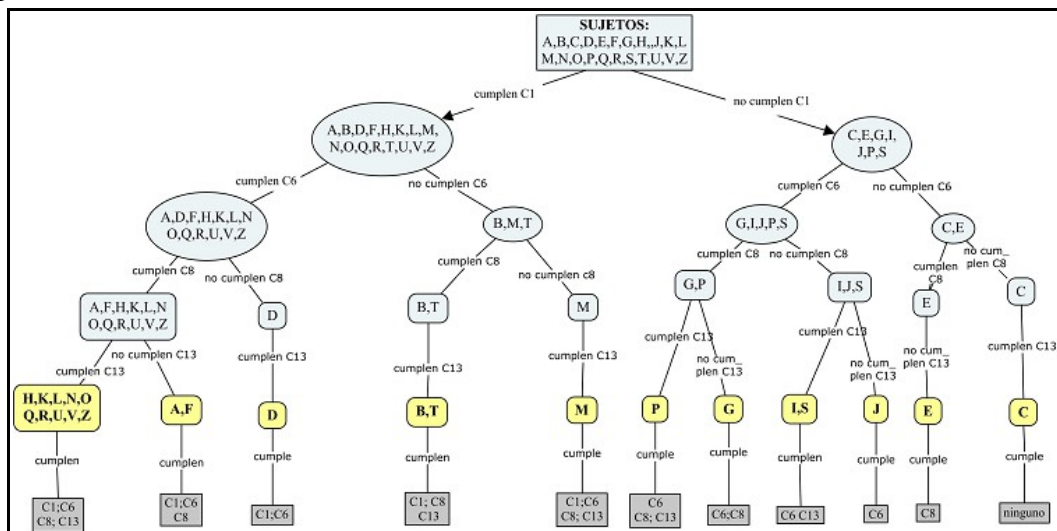 SUJETOS:
A,B,C,D,E,F,G,H,,J,K,L
M,N,O,P,Q,R,S,T,U,V,Z
cumplen C1
no cumplen C1
A,B,D,F,H,K,L,M,
N,O,Q,R,T,U,V,Z
C,E,G,I,
J,P,S
cumplen C6
no cumplen C6
cumplen C6
no cumplen C6
A,D,F,H,K,L,N
O,Q,R,U,V,Z
B,M,T
G,I,J,P,S
C,E
cumplen C8
no cumplen C8
cumplen C8
no cumplen c8
cumplen C8
no cumplen C8
cumplen
C8
no cum_
plen C8
A,F,H,K,L,N
O,Q,R,U,V,Z
D
B,T
M
G,P
I,J,S
E
C
cumplen C13
no cumplen C13
cumplen C13
cumplen C13
cumplen C13
cumplen C13
no cum_
plen C13
cumplen C13
no cum_
plen C13
no cum_
plen C13
cumplen C13
H,K,L,N,O
Q,R,U,V,Z
A,F
D
B,T
M
P
G
I,S
J
E
C
cumplen
cumplen
cumple
cumplen
cumple
cumple
cumple
cumplen
cumple
cumple
cumple
C1;C6
C8; C13
C1;C6
C8
C1;C6
C1; C8
C13
C1;C6
C8; C13
C6
C8; C13
C6;C8
C6 C13
C6
C8
ninguno